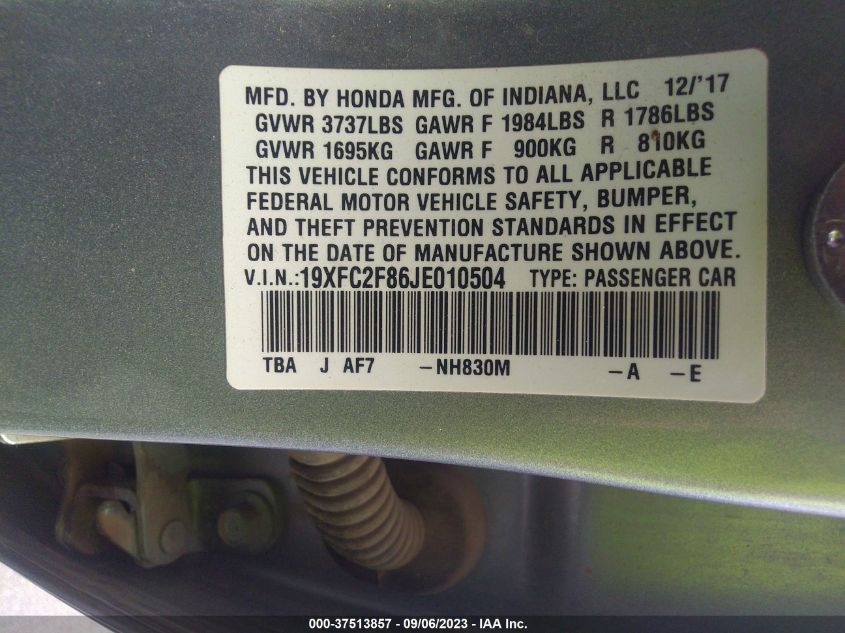 MFD. BY HONDA MFG. OF INDIANA, LLC 12/'17
GVWR 3737LBS GAWR F 1984LBS R 1786LBS
GVWR 1695KG GAWR F 900KG R 810KG
THIS VEHICLE CONFORMS TO ALL APPLICABLE
FEDERAL MOTOR VEHICLE SAFETY, BUMPER,
AND THEFT PREVENTION STANDARDS IN EFFECT
ON THE DATE OF MANUFACTURE SHOWN ABOVE.
V.I.N.:19XFC2F86JE010504 TYPE: PASSENGER CAR
TBA J AF7 –NH830M –A –E
000-37513857 - 09/06/2023 - IAA Inc.